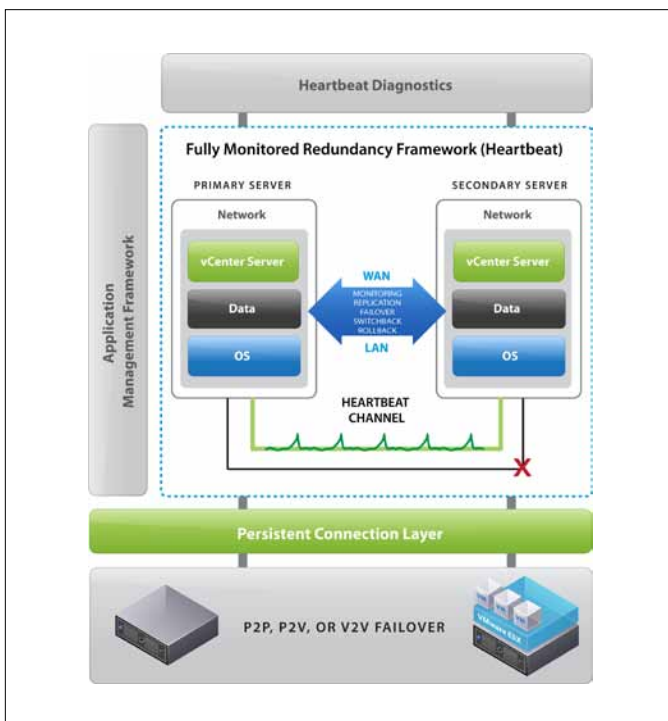 Heartbeat Diagnostics
Application
Management Framework
Fully Monitored Redundancy Framework (Heartbeat)
PRIMARY SERVER
Network
vCenter Server
Data
OS
WAN
MONITORING
REPLICATION
FAILOVER
SWITCHBACK
ROLLBACK
LAN
SECONDARY SERVER
Network
vCenter Server
Data
OS
HEARTBEAT
CHANNEL
X
Persistent Connection Layer
P2P, P2V, OR V2V FAILOVER
VMware ESX